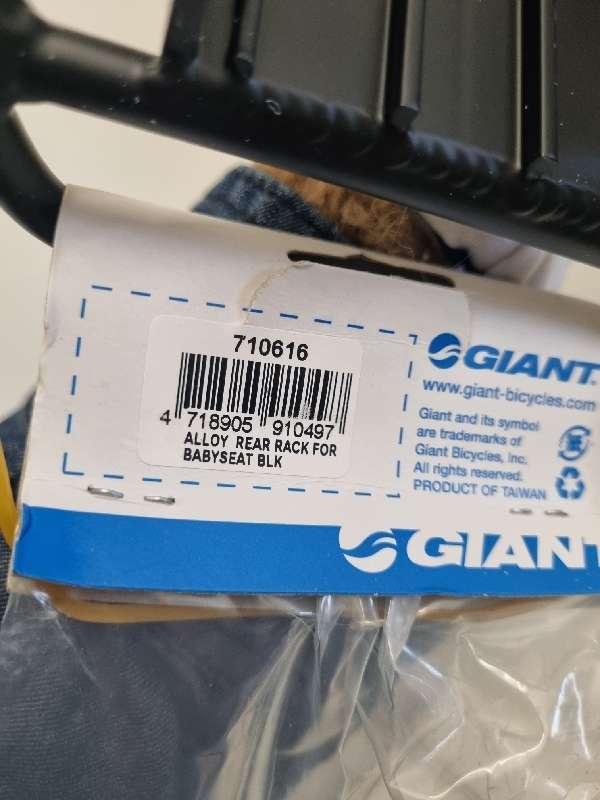 710616
4 718905 910497
ALLOY REAR RACK FOR
BABYSEAT BLK
GIANT.
www.giant-bicycles.com
Giant and its symbol
are trademarks of
Giant Bicycles, Inc.
All rights reserved.
PRODUCT OF TAIWAN
GIANT